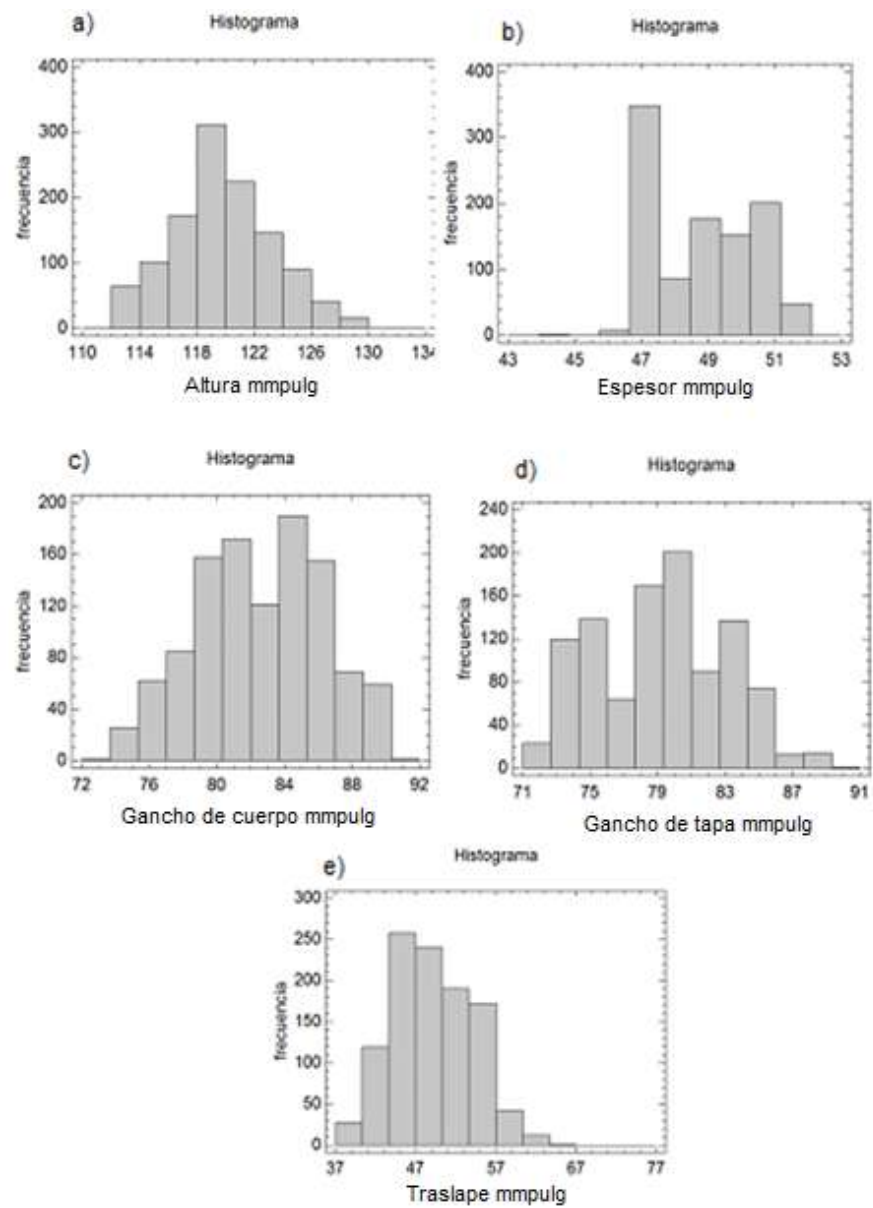 a)
Histograma
400
300
200
100
0
frecuencia
110 114 118 122 126 130 134
Altura mmpulg
b)
Histograma
400
300
200
100
0
frecuencia
43 45 47 49 51 53
Espesor mmpulg
c)
Histograma
200
160
120
80
40
0
frecuencia
72 76 80 84 88 92
Gancho de cuerpo mmpulg
d)
Histograma
240
200
160
120
80
40
0
frecuencia
71 75 79 83 87 91
Gancho de tapa mmpulg
e)
Histograma
300
250
200
150
100
50
0
frecuencia
37 47 57 67 77
Traslape mmpulg